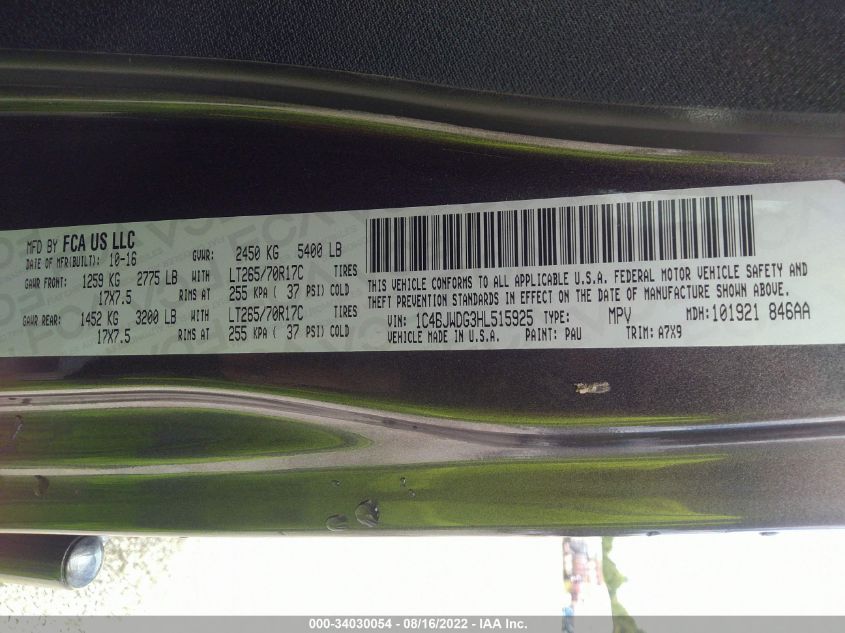 MFD BY FCA US LLC
DATE OF MFR(BUILT): 10-16
GVWR: 2450 KG 5400 LB
GAWR FRONT: 1259 KG 2775 LB WITH LT265/70R17C TIRES
17X7.5 RIMS AT 255 KPA ( 37 PSI) COLD
GAWR REAR: 1452 KG 3200 LB WITH LT265/70R17C TIRES
17X7.5 RIMS AT 255 KPA ( 37 PSI) COLD
THIS VEHICLE CONFORMS TO ALL APPLICABLE U.S.A. FEDERAL MOTOR VEHICLE SAFETY AND
THEFT PREVENTION STANDARDS IN EFFECT ON THE DATE OF MANUFACTURE SHOWN ABOVE.
VIN: 1C4BJWDG3HL515925 TYPE: MPV MDH: 101921 846AA
VEHICLE MADE IN U.S.A. PAINT: PAU TRIM: A7X9
000-34030054 - 08/16/2022 - IAA Inc.